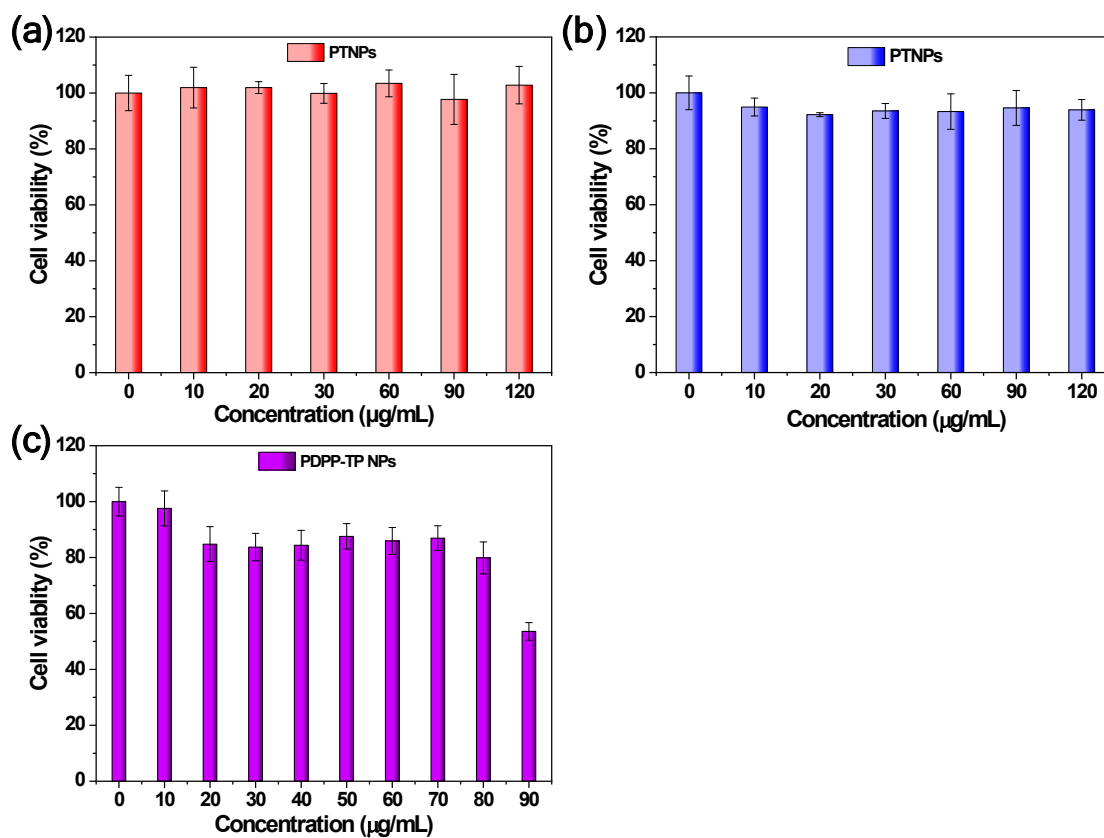 (a)
120
100
80
60
40
20
0
Cell viability (%)
PTNPs
0 10 20 30 60 90 120
Concentration (µg/mL)
(b)
120
100
80
60
40
20
0
Cell viability (%)
PTNPs
0 10 20 30 60 90 120
Concentration (µg/mL)
(c)
120
100
80
60
40
20
0
Cell viablity (%)
PDPP-TP NPs
0 10 20 30 40 50 60 70 80 90
Concentration (µg/mL)